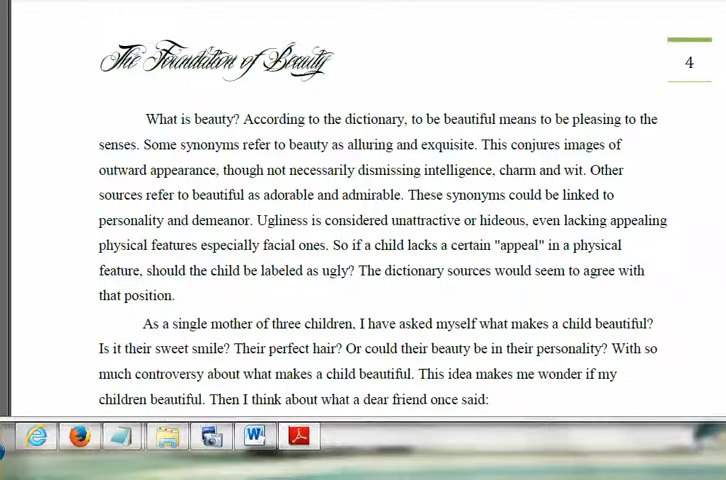 The Foundation of Beauty
4
What is beauty? According to the dictionary, to be beautiful means to be pleasing to the
senses. Some synonyms refer to beauty as alluring and exquisite. This conjures images of
outward appearance, though not necessarily dismissing intelligence, charm and wit. Other
sources refer to beautiful as adorable and admirable. These synonyms could be linked to
personality and demeanor. Ugliness is considered unattractive or hideous, even lacking appealing
physical features especially facial ones. So if a child lacks a certain "appeal" in a physical
feature, should the child be labeled as ugly? The dictionary sources would seem to agree with
that position.
As a single mother of three children, I have asked myself what makes a child beautiful?
Is it their sweet smile? Their perfect hair? Or could their beauty be in their personality? With so
much controversy about what makes a child beautiful. This idea makes me wonder if my
children beautiful. Then I think about what a dear friend once said: